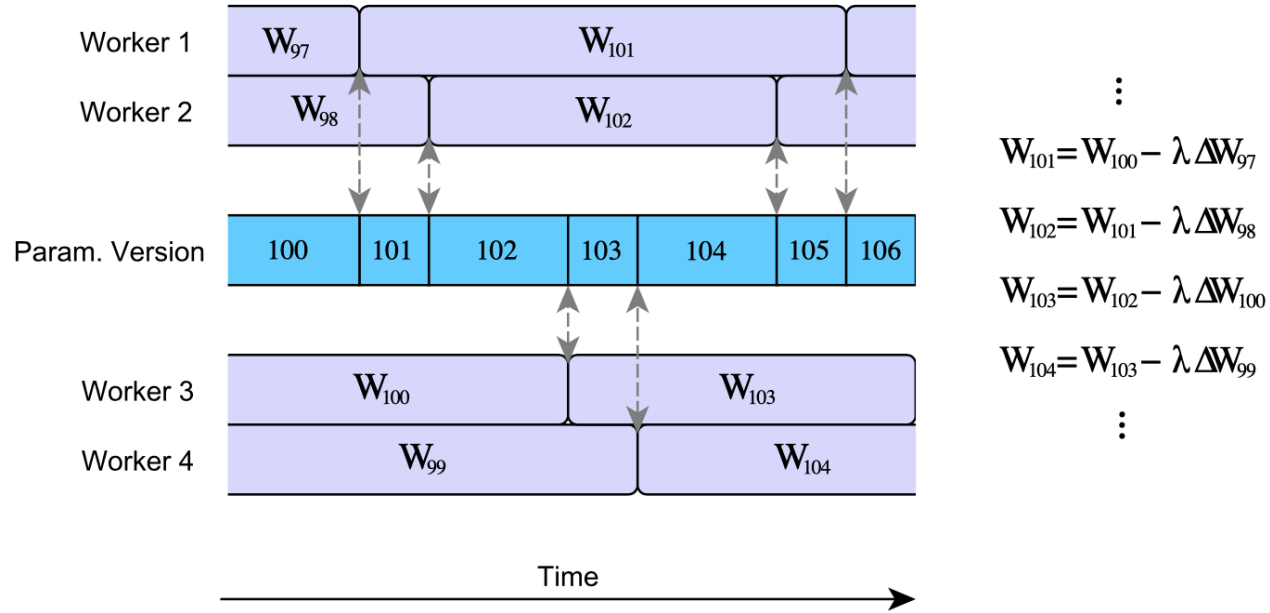 Worker 1 W97 W101
Worker 2 W98 W102
Param. Version 100 101 102 103 104 105 106
Worker 3 W100 W103
Worker 4 W99 W104
Time
⋮
W101=W100− λ ΔW97
W102=W101− λ ΔW98
W103=W102− λ ΔW100
W104=W103− λ ΔW99
⋮